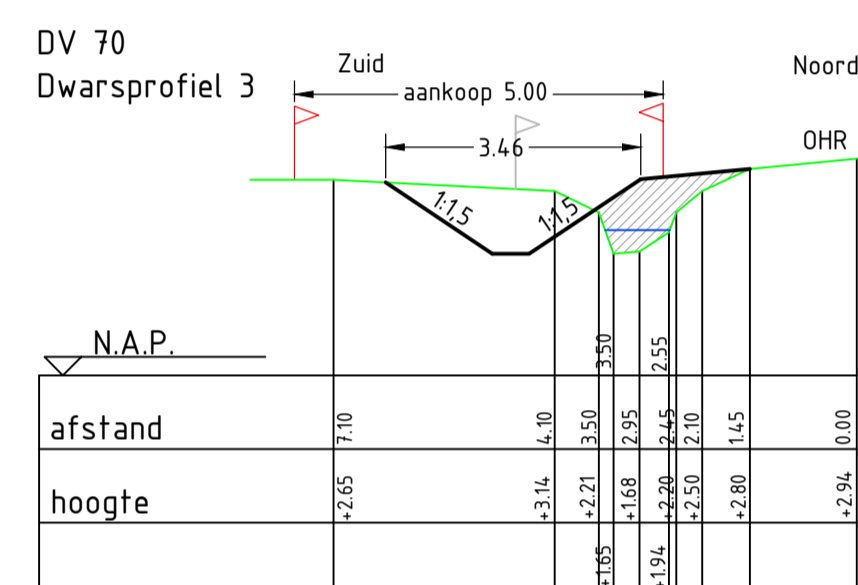 DV 70
Dwarsprofiel 3
Zuid
Noord
aankoop 5.00
3.46
OHR
1:1,5
1:1,5
N.A.P.
3.50
2.55
afstand
7.10
4.10
3.50
2.95
2.45
2.10
1.45
0.00
hoogte
+2.65
+3.14
+2.21
+1.68
+2.20
+2.50
+2.80
+2.94
+1.65
+1.94